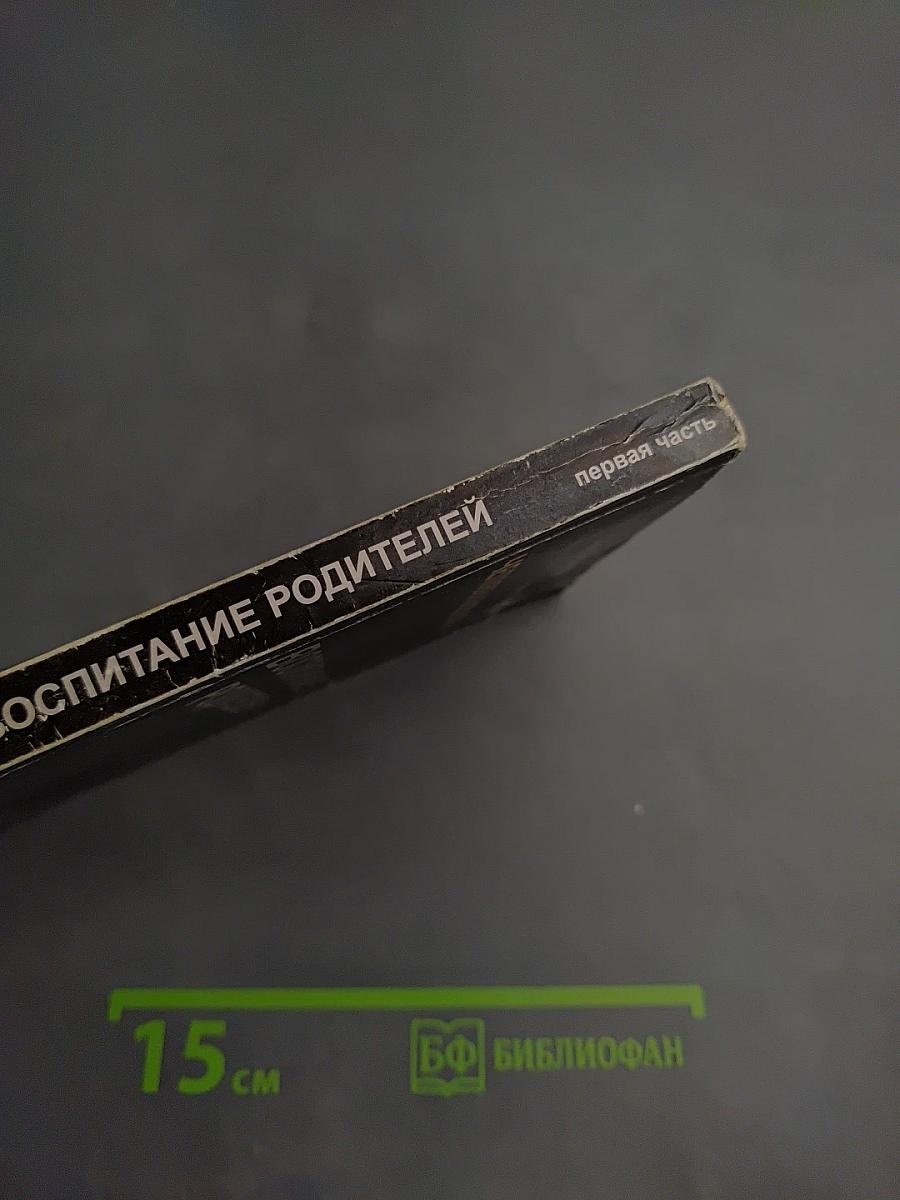 ВОСПИТАНИЕ РОДИТЕЛЕЙ
первая часть
15 см
БФ БИБЛИОФАН